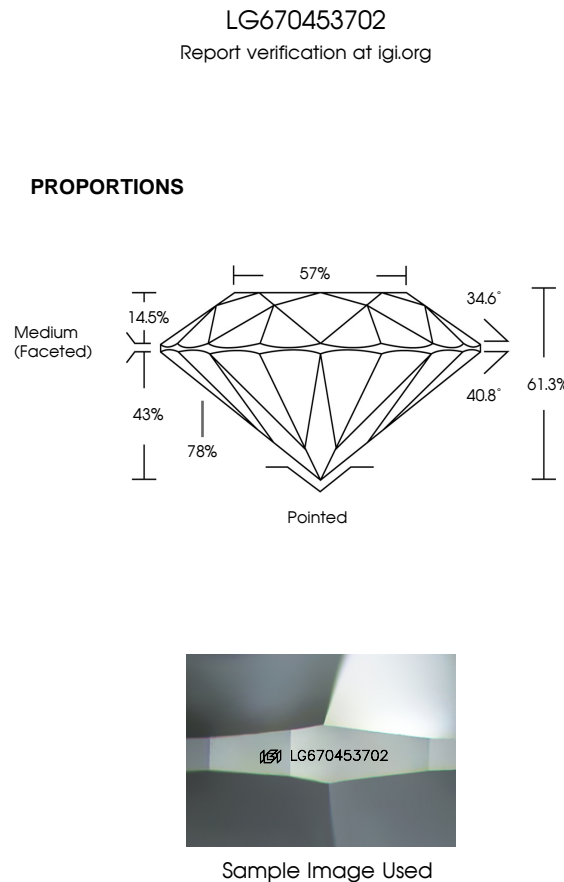 LG670453702
Report verification at igi.org
PROPORTIONS
57%
14.5%
34.6°
Medium
(Faceted)
43%
78%
40.8°
61.3%
Pointed
IGI LG670453702
Sample Image Used